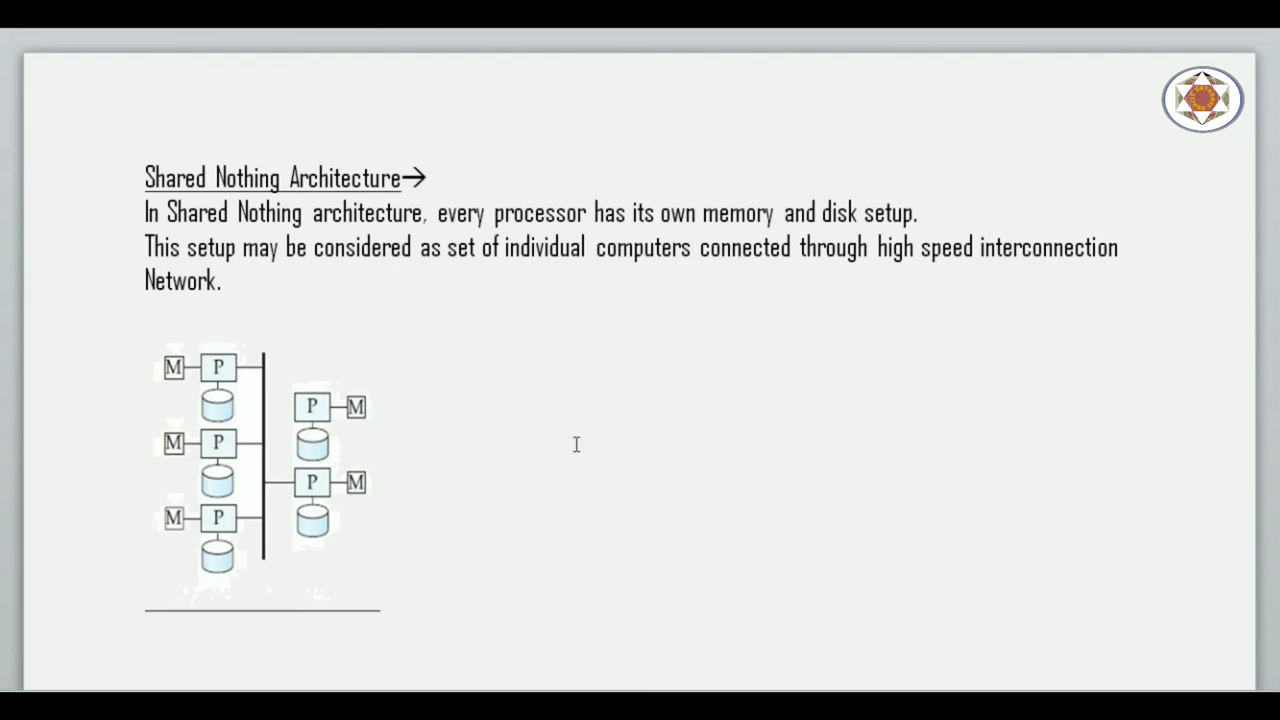 Shared Nothing Architecture→
In Shared Nothing architecture, every processor has its own memory and disk setup.
This setup may be considered as set of individual computers connected through high speed interconnection
Network.
M P
P M
M P
P M
M P